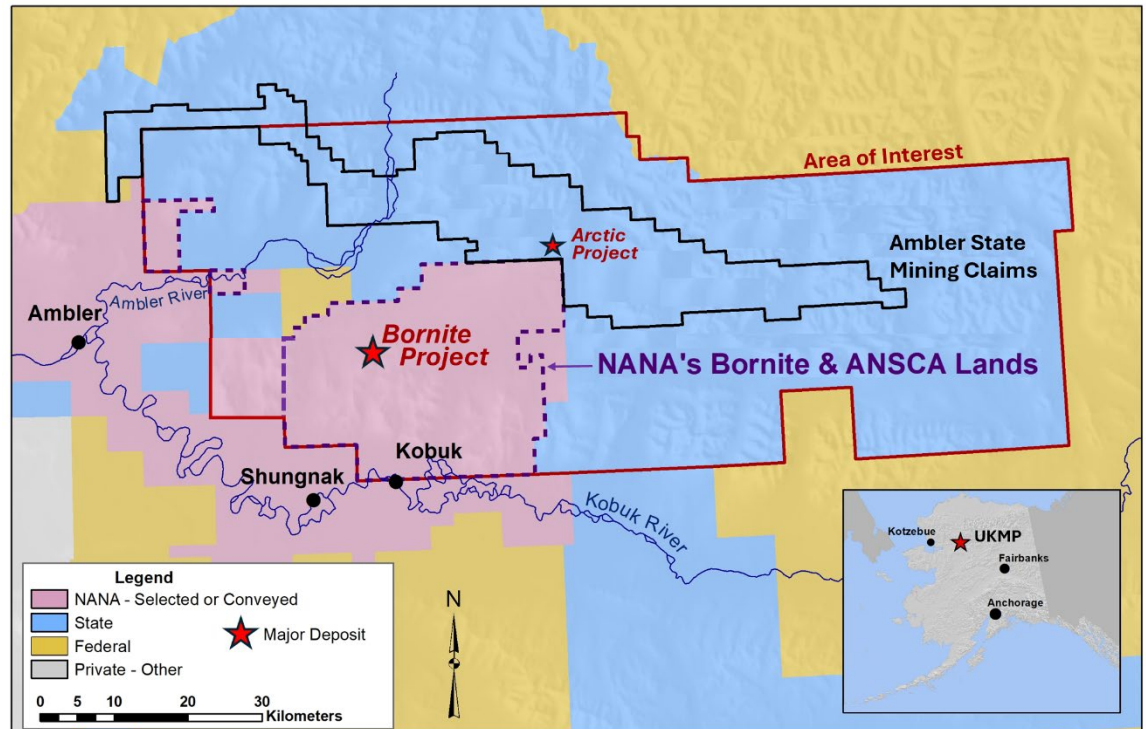 Area of Interest
Arctic
Project
Ambler State
Mining Claims
Ambler River
Ambler
Bornite
Project
NANA's Bornite & ANSCA Lands
Kobuk
Shungnak
Kobuk River
Legend
NANA - Selected or Conveyed
State
Federal
Private - Other
Major Deposit
0 5 10 20 30
Kilometers
N
Kotzebue
UKMP
Fairbanks
Anchorage